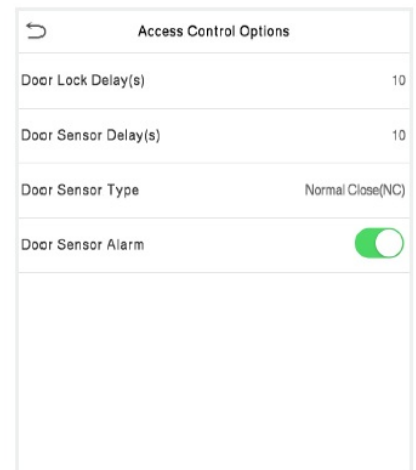 Access Control Options
Door Lock Delay(s) 10
Door Sensor Delay(s) 10
Door Sensor Type Normal Close(NC)
Door Sensor Alarm